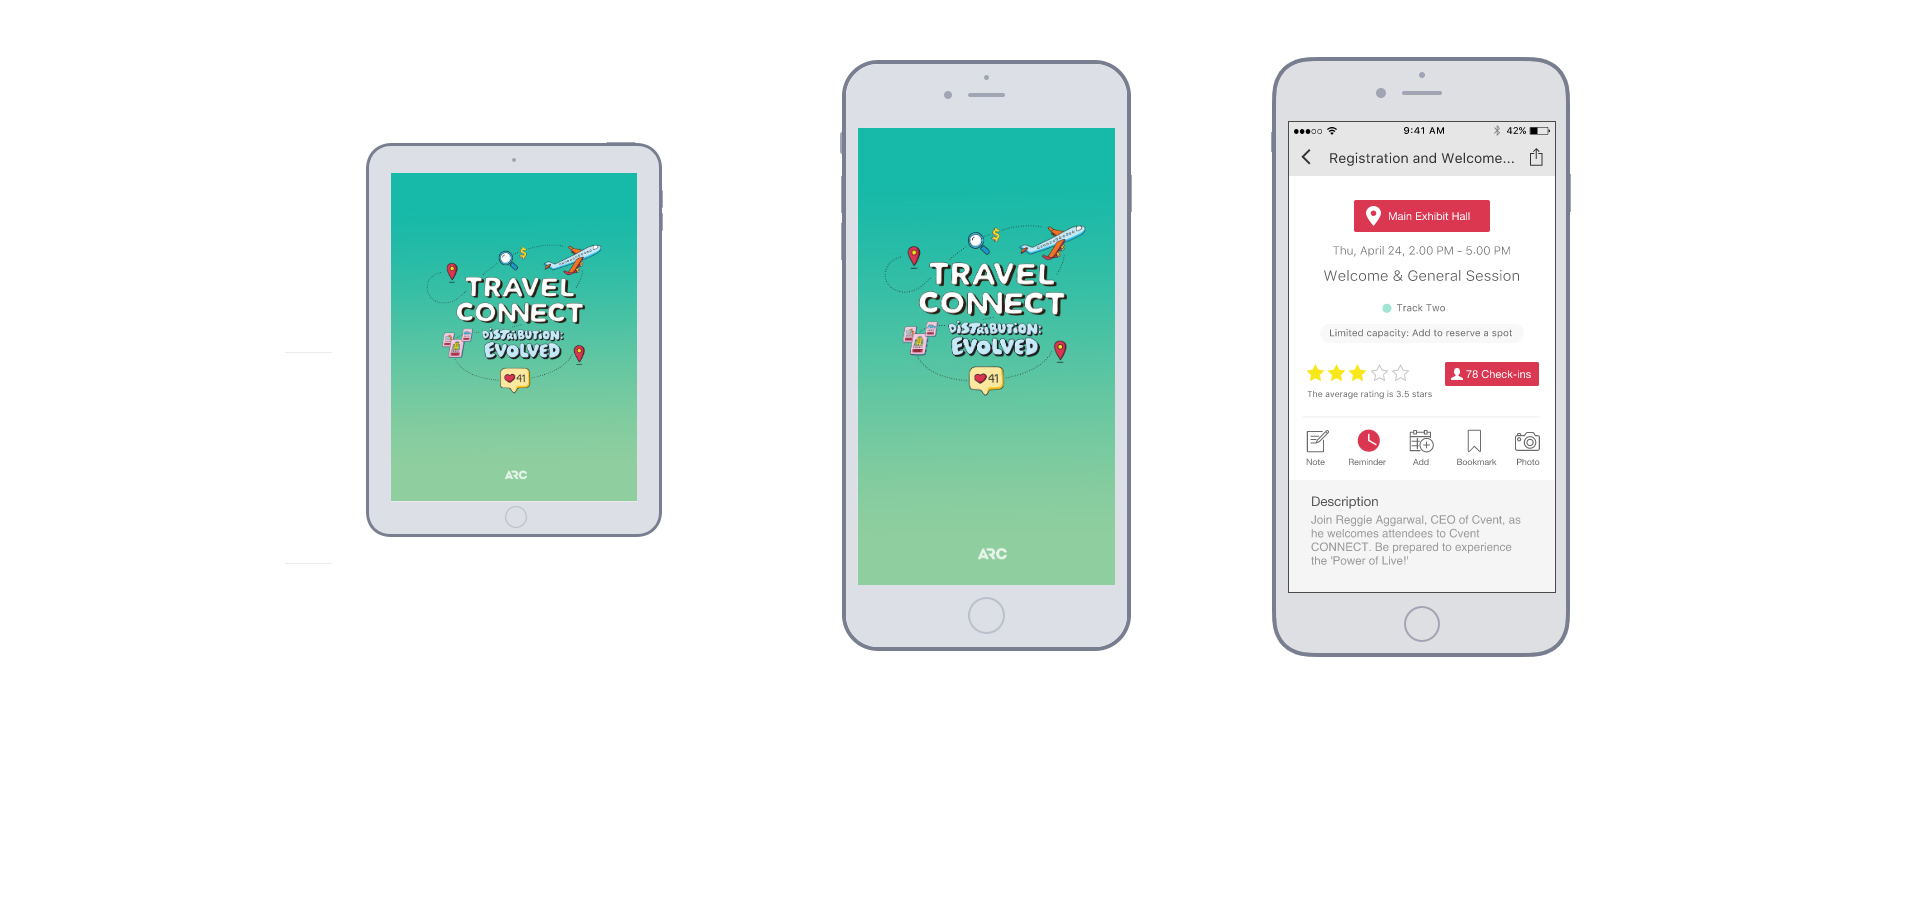 $
TRAVEL
CONNECT
DISTRIBUTION:
EVOLVED
41
ARC
$
TRAVEL
CONNECT
DISTRIBUTION:
EVOLVED
41
ARC
9:41 AM
42%
Registration and Welcome...
Main Exhibit Hall
Thu, April 24, 2:00 PM - 5:00 PM
Welcome & General Session
Track Two
Limited capacity: Add to reserve a spot
78 Check-ins
The average rating is 3.5 stars
Note Reminder Add Bookmark Photo
Description
Join Reggie Aggarwal, CEO of Cvent, as
he welcomes attendees to Cvent
CONNECT. Be prepared to experience
the 'Power of Live!'